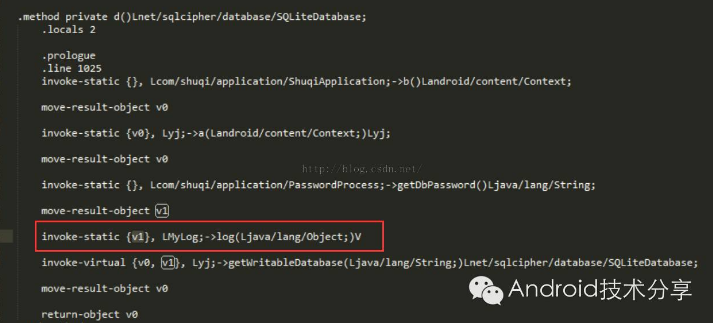 .method private d()Lnet/sqlcipher/database/SQLiteDatabase;
.locals 2
.prologue
.line 1025
invoke-static {}, Lcom/shuqi/application/ShuqiApplication;->b()Landroid/content/Context;
move-result-object v0
invoke-static {v0}, Lyj;->a(Landroid/content/Context;)Lyj;
move-result-object v0
http://blog.csdn.net/
invoke-static {}, Lcom/shuqi/application/PasswordProcess;->getDbPassword()Ljava/lang/String;
move-result-object v1
invoke-static {v1}, LMyLog;->log(Ljava/lang/Object;)V
invoke-virtual {v0, v1}, Lyj;->getWritableDatabase(Ljava/lang/String;)Lnet/sqlcipher/database/SQLiteDatabase;
move-result-object v0
Android技术分享
return-object v0